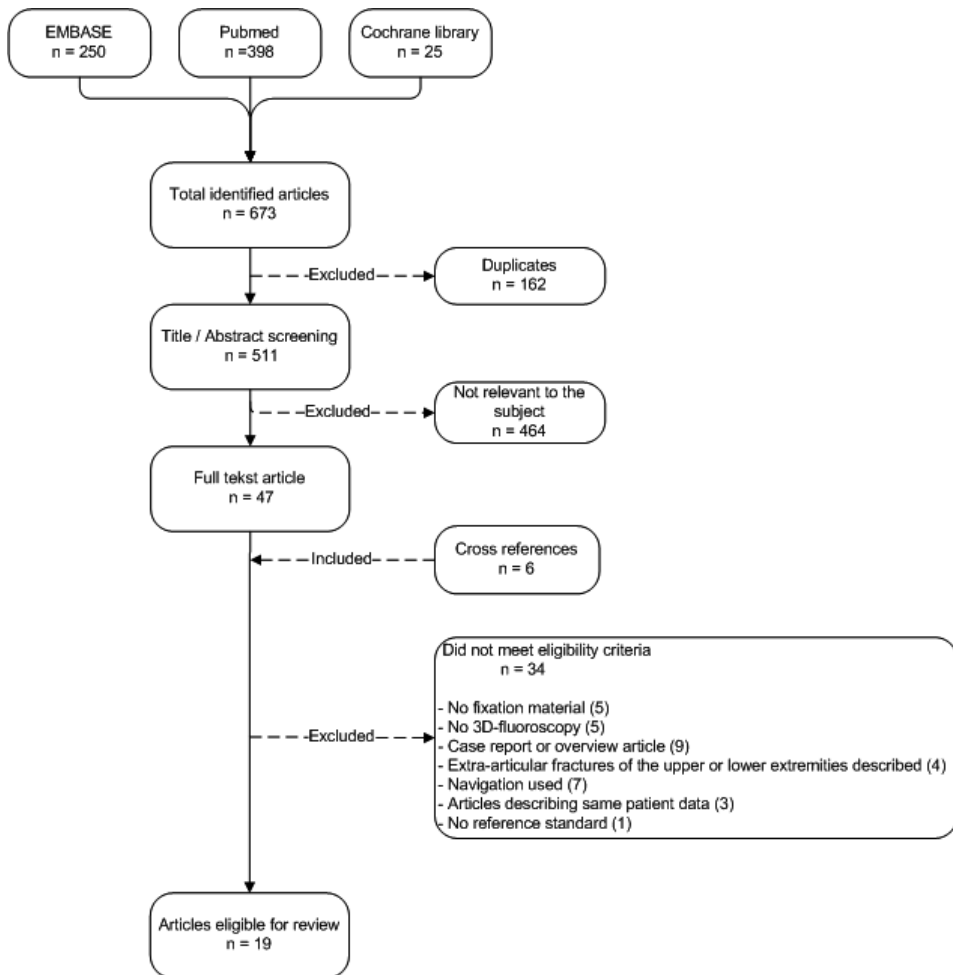 EMBASE
n = 250
Pubmed
n =398
Cochrane library
n = 25
Total identified articles
n = 673
Excluded
Duplicates
n = 162
Title / Abstract screening
n = 511
Excluded
Not relevant to the
subject
n = 464
Full tekst article
n = 47
Included
Cross references
n = 6
Did not meet eligibility criteria
n = 34
- No fixation material (5)
- No 3D-fluoroscopy (5)
- Case report or overview article (9)
- Extra-articular fractures of the upper or lower extremities described (4)
- Navigation used (7)
- Articles describing same patient data (3)
- No reference standard (1)
Excluded
Articles eligible for review
n = 19